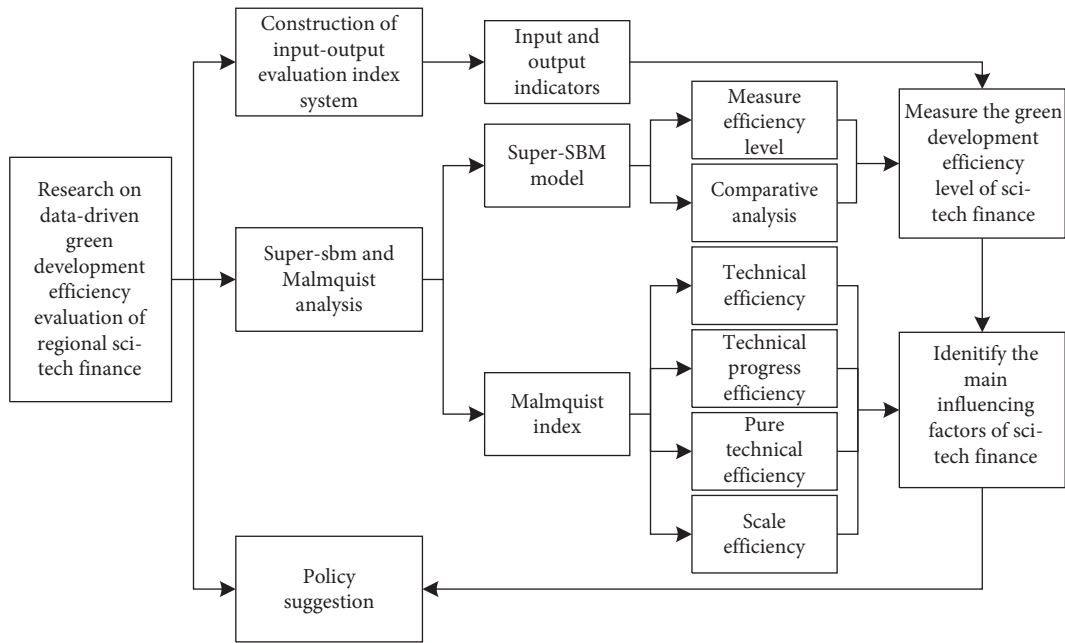 Research on
data-driven
green
development
efficiency
evaluation of
regional sci-
tech finance
Construction of
input-output
evaluation index
system
Super-sbm and
Malmquist
analysis
Policy
suggestion
Input and
output
indicators
Super-SBM
model
Malmquist
index
Measure
efficiency
level
Comparative
analysis
Technical
efficiency
Technical
progress
efficiency
Pure
technical
efficiency
Scale
efficiency
Measure the green
development
efficiency
level of sci-
tech finance
Idenitify the
main
influencing
factors of sci-
tech finance